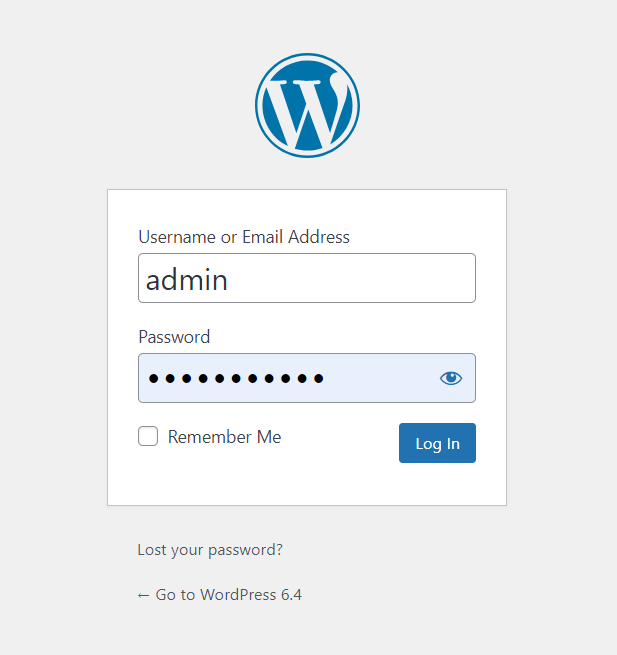 Username or Email Address
admin
Password
•••••••••••
Remember Me
Log In
Lost your password?
← Go to WordPress 6.4